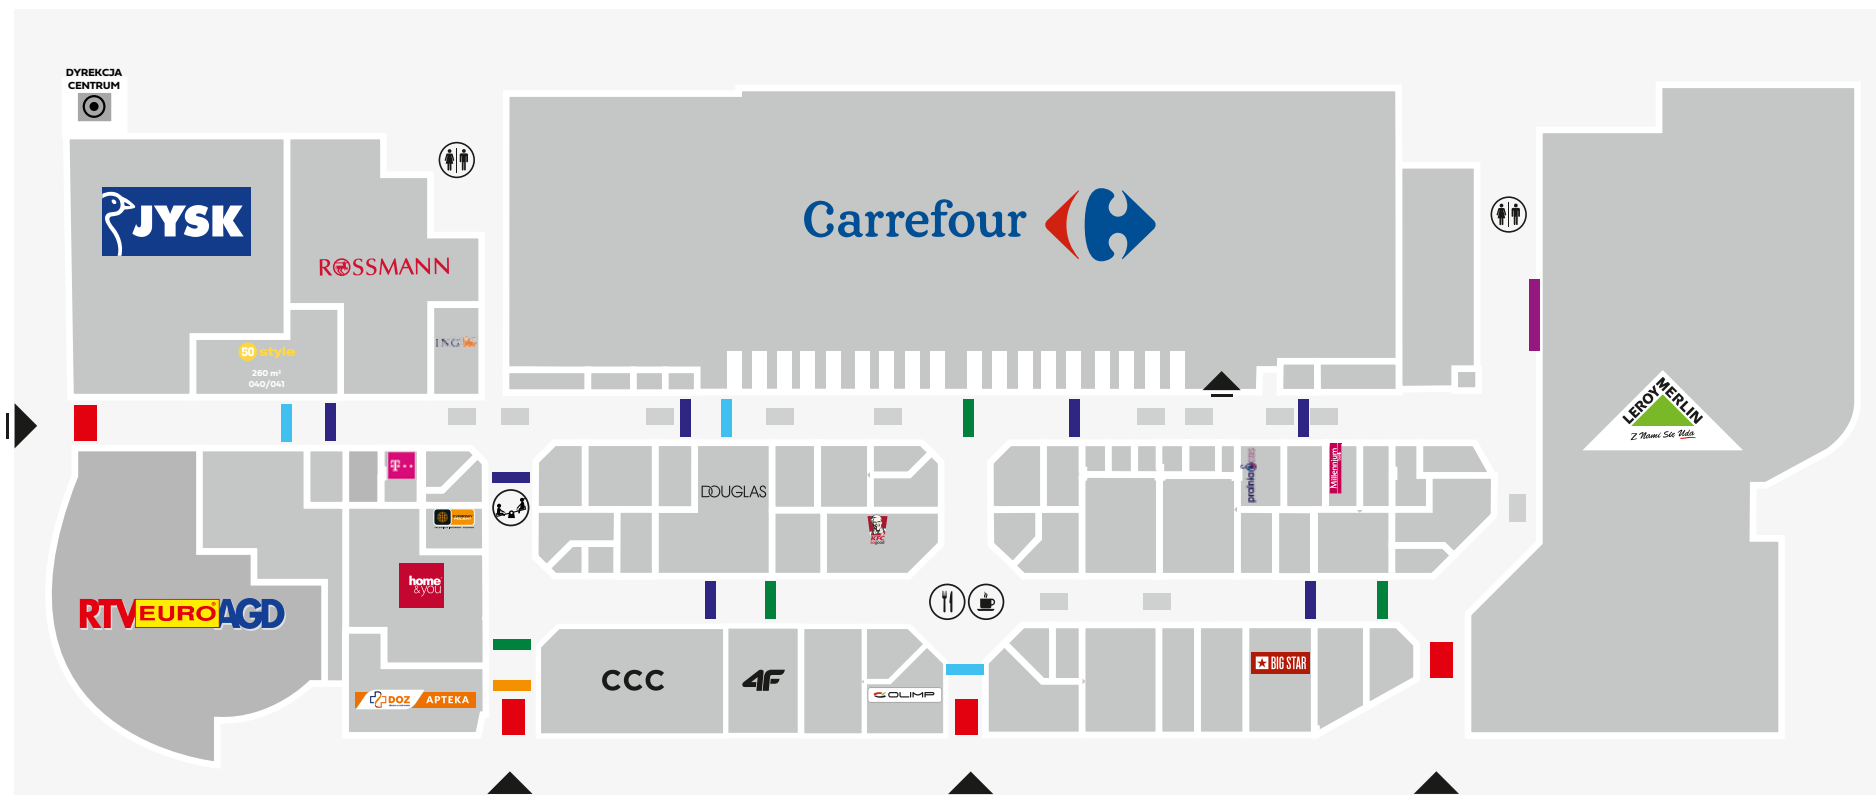 DYREKCJA
CENTRUM
JYSK
ROSSMANN
Carrefour
ING
50 style
260 m²
040/041
LEROY MERLIN
Z Nami Się Uda
T
DOUGLAS
Millennium
KFC
home
&you
RTV EURO AGD
CCC
4F
BIG STAR
OLIMP
DOZ APTEKA